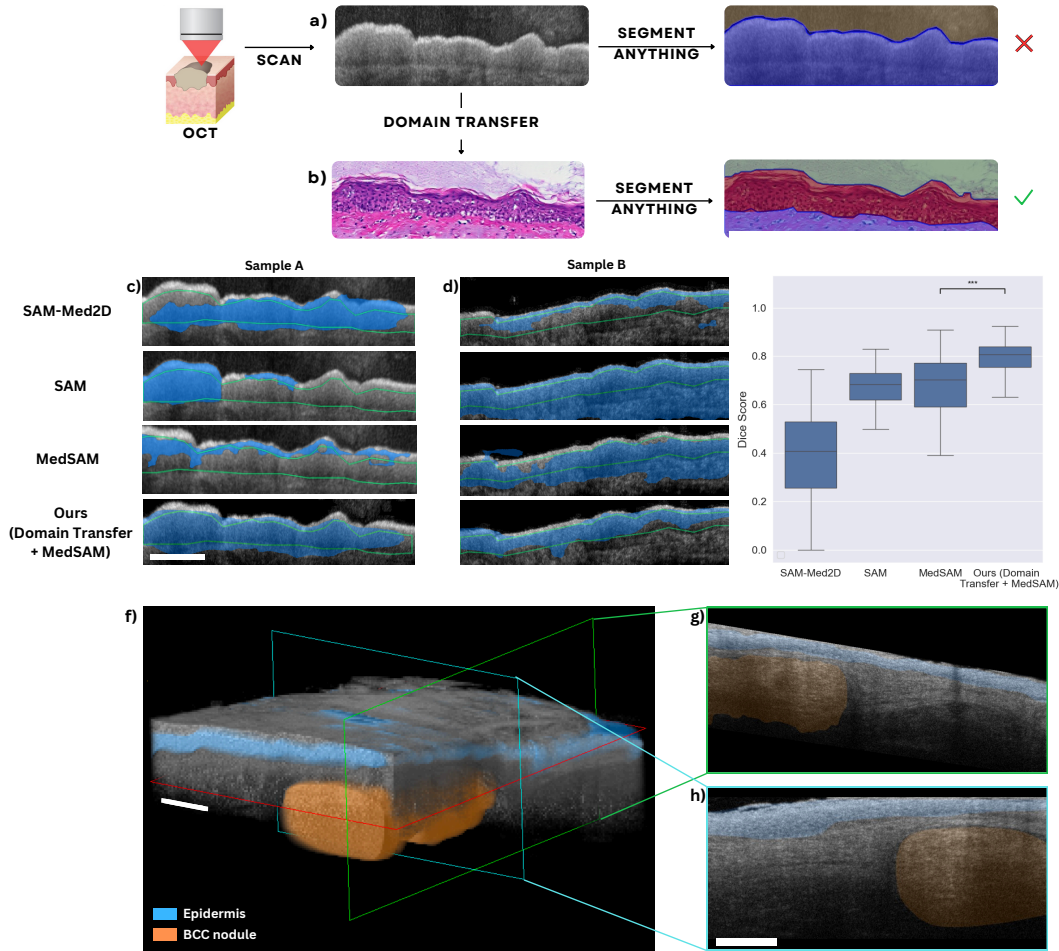 a)
SCAN
SEGMENT
ANYTHING
OCT
DOMAIN TRANSFER
b)
SEGMENT
ANYTHING
Sample A
Sample B
c)
d)
SAM-Med2D
SAM
MedSAM
Ours
(Domain Transfer
+ MedSAM)
***
1.0
0.8
0.6
0.4
0.2
0.0
Dice Score
SAM-Med2D
SAM
MedSAM
Ours (Domain
Transfer + MedSAM)
f)
g)
h)
Epidermis
BCC nodule